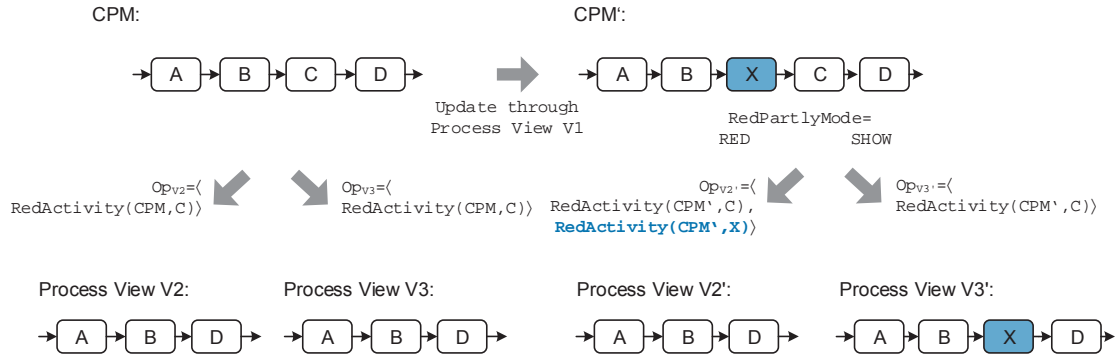 CPM:
CPM‘:
A B C D
A B X C D
Update through
Process View V1
RedPartlyMode=
RED SHOW
OpV2=⟨
RedActivity(CPM,C)⟩
OpV3=⟨
RedActivity(CPM,C)⟩
OpV2'=⟨
RedActivity(CPM‘,C),
RedActivity(CPM‘,X)⟩
OpV3'=⟨
RedActivity(CPM‘,C)⟩
Process View V2:
Process View V3:
Process View V2':
Process View V3':
A B D
A B D
A B D
A B X D